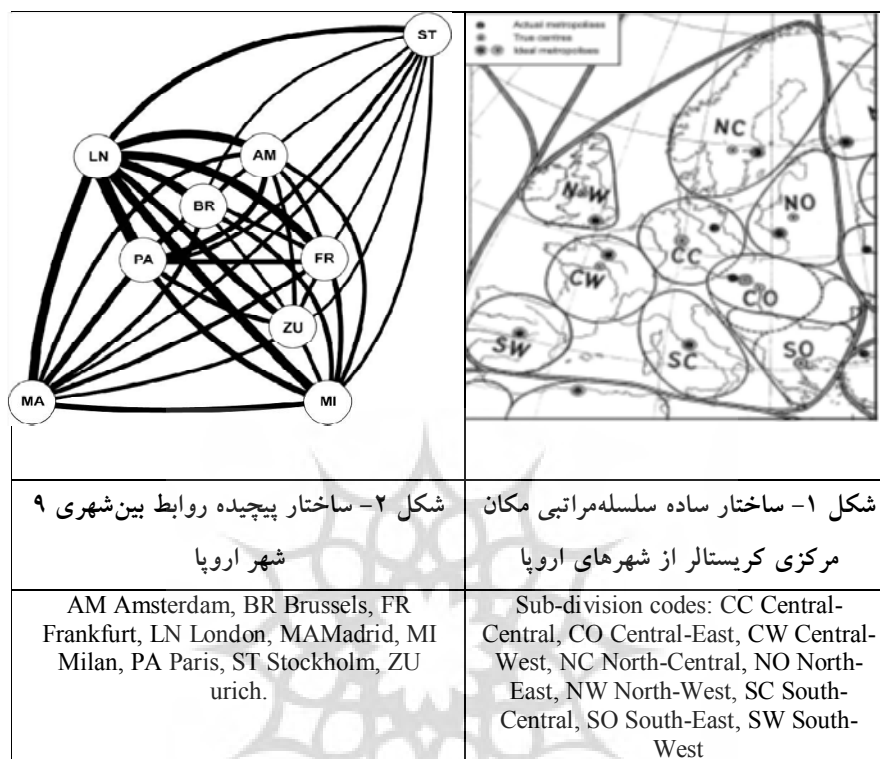 ST
LN
AM
BR
PA
FR
ZU
MA
MI
Actual metropolises
True centres
Ideal metropolises
NC
NW
NO
CC
CW
CO
SW
SC
SO
شکل ۱- ساختار ساده سلسله‌مراتبی مکان
مرکزی کریستالر از شهرهای اروپا
شکل ۲- ساختار پیچیده روابط بین‌شهری ۹
شهر اروپا
Sub-division codes: CC Central-
Central, CO Central-East, CW Central-
West, NC North-Central, NO North-
East, NW North-West, SC South-
Central, SO South-East, SW South-
West
AM Amsterdam, BR Brussels, FR
Frankfurt, LN London, MAMadrid, MI
Milan, PA Paris, ST Stockholm, ZU
urich.